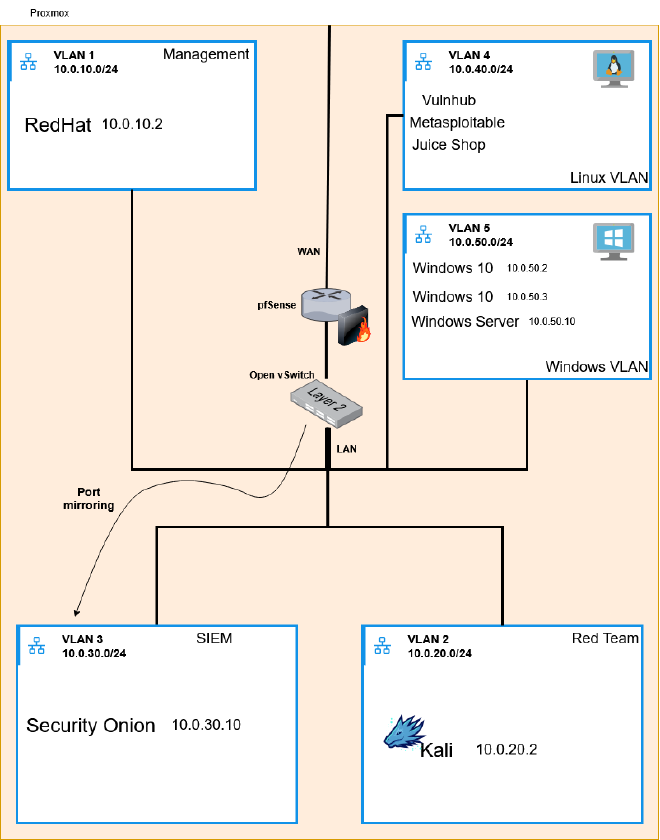 Proxmox
VLAN 1
10.0.10.0/24
Management
RedHat 10.0.10.2
VLAN 4
10.0.40.0/24
Vulnhub
Metasploitable
Juice Shop
Linux VLAN
VLAN 5
10.0.50.0/24
Windows 10 10.0.50.2
Windows 10 10.0.50.3
Windows Server 10.0.50.10
Windows VLAN
WAN
pfSense
Open vSwitch
Layer 2
LAN
Port
mirroring
VLAN 3
10.0.30.0/24
SIEM
Security Onion 10.0.30.10
VLAN 2
10.0.20.0/24
Red Team
Kali 10.0.20.2